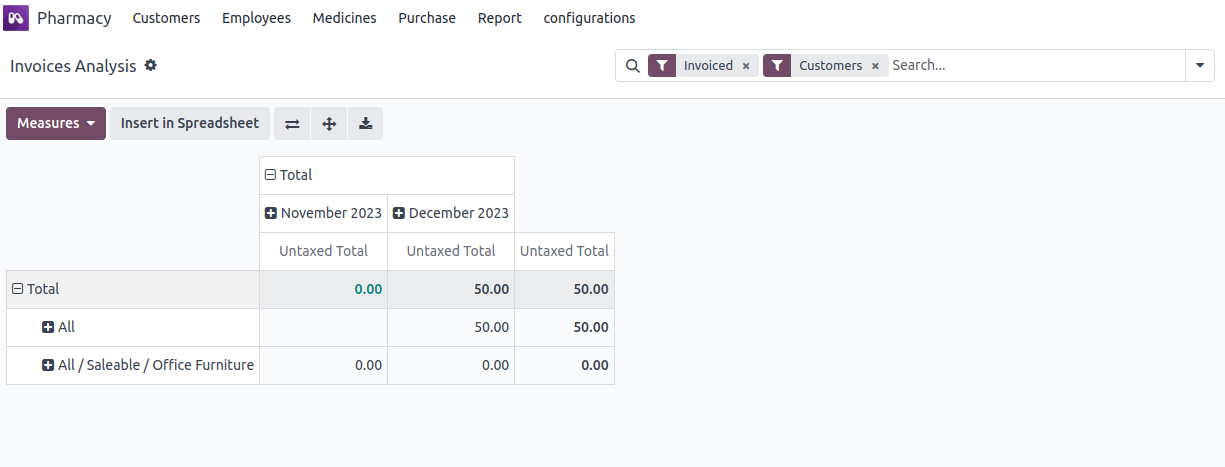 Pharmacy Customers Employees Medicines Purchase Report configurations
Invoices Analysis Invoiced × Customers × Search...
Measures Insert in Spreadsheet
Total
November 2023 December 2023
Untaxed Total Untaxed Total Untaxed Total
Total 0.00 50.00 50.00
All 50.00 50.00
All / Saleable / Office Furniture 0.00 0.00 0.00